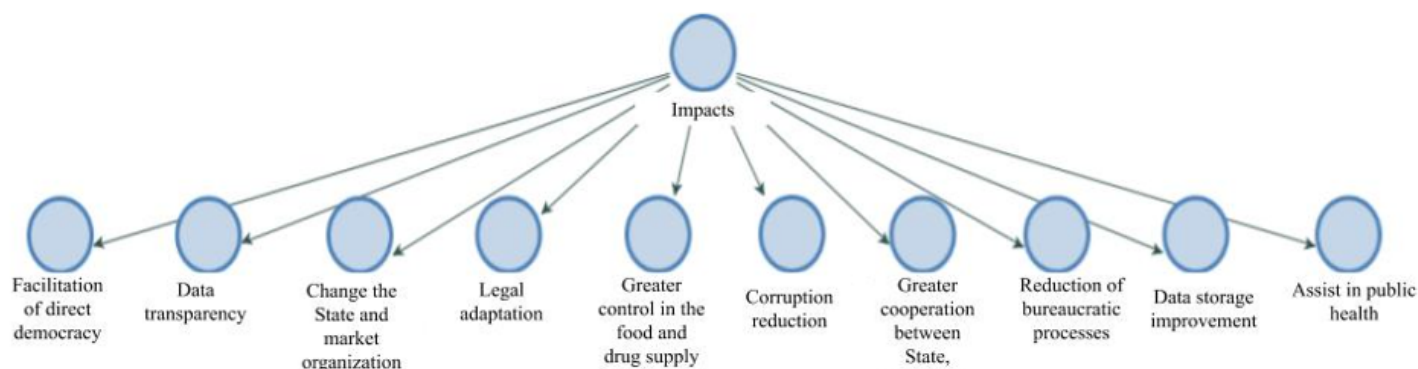 Impacts
Facilitation
of direct
democracy
Data
transparency
Change the
State and
market
organization
Legal
adaptation
Greater
control in the
food and
drug supply
Corruption
reduction
Greater
cooperation
between
State,
Reduction of
bureaucratic
processes
Data storage
improvement
Assist in public
health